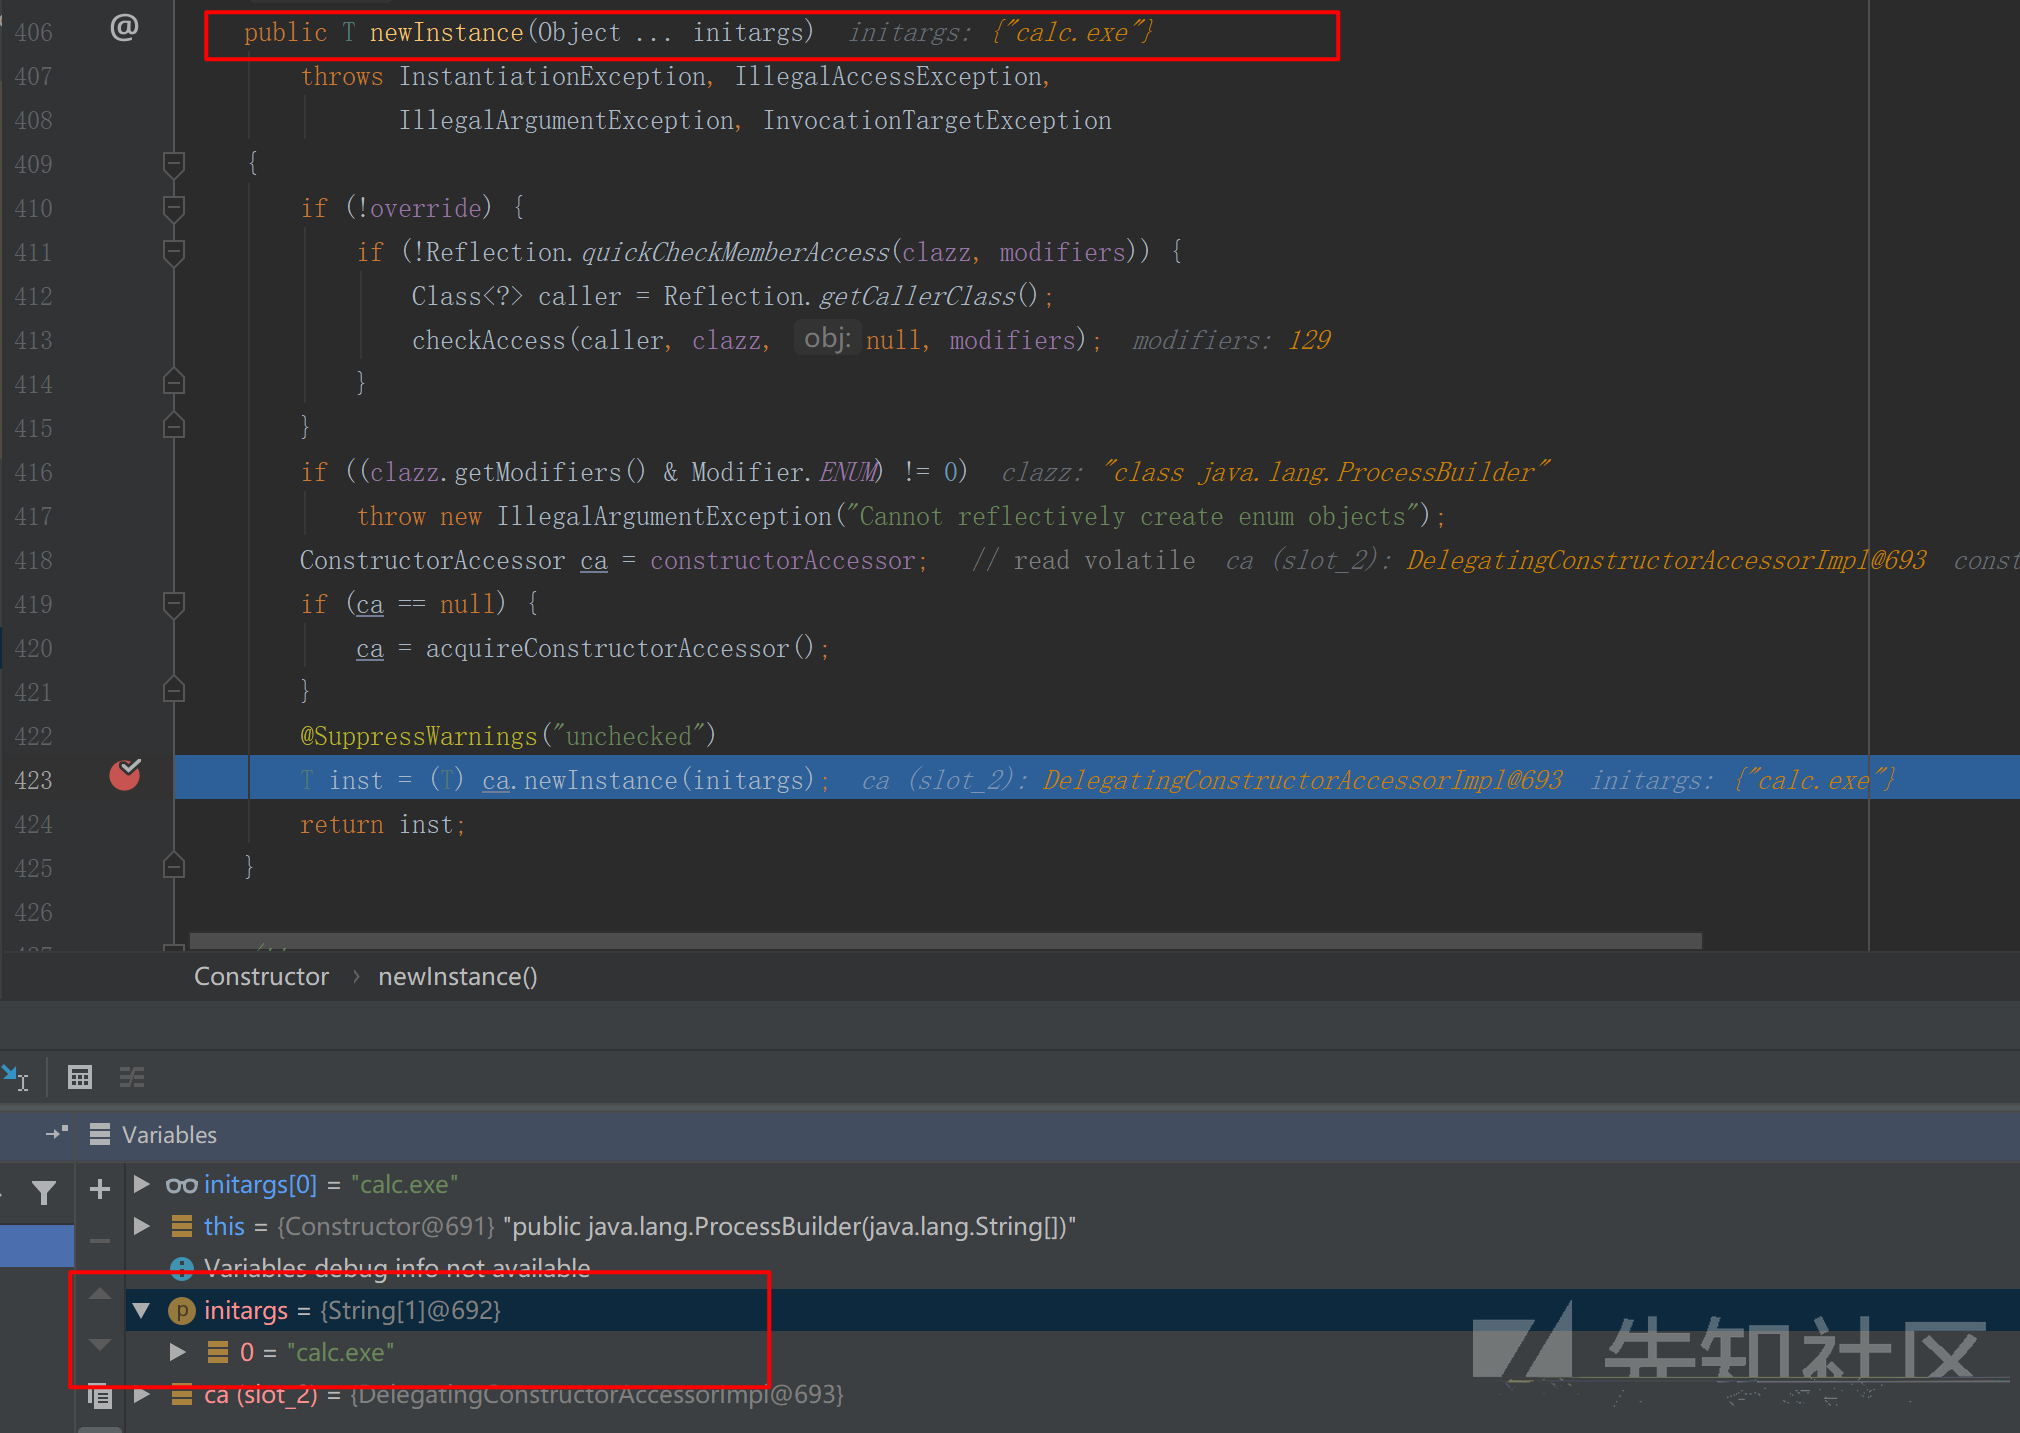 406 @ public T newInstance(Object ... initargs) initargs: {"calc.exe"}
407 throws InstantiationException, IllegalAccessException,
408 IllegalArgumentException, InvocationTargetException
409 {
410 if (!override) {
411 if (!Reflection.quickCheckMemberAccess(clazz, modifiers)) {
412 Class<?> caller = Reflection.getCallerClass();
413 checkAccess(caller, clazz, obj: null, modifiers); modifiers: 129
414 }
415 }
416 if ((clazz.getModifiers() & Modifier.ENUM) != 0) clazz: "class java.lang.ProcessBuilder"
417 throw new IllegalArgumentException("Cannot reflectively create enum objects");
418 ConstructorAccessor ca = constructorAccessor; // read volatile ca (slot_2): DelegatingConstructorAccessorImpl@693 const
419 if (ca == null) {
420 ca = acquireConstructorAccessor();
421 }
422 @SuppressWarnings("unchecked")
423 T inst = (T) ca.newInstance(initargs); ca (slot_2): DelegatingConstructorAccessorImpl@693 initargs: {"calc.exe"}
424 return inst;
425 }
426
Constructor › newInstance()
Variables
initargs[0] = "calc.exe"
this = {Constructor@691} "public java.lang.ProcessBuilder(java.lang.String[])"
Variables debug info not available
initargs = {String[1]@692}
0 = "calc.exe"
ca (slot_2) = {DelegatingConstructorAccessorImpl@693}
先知社区